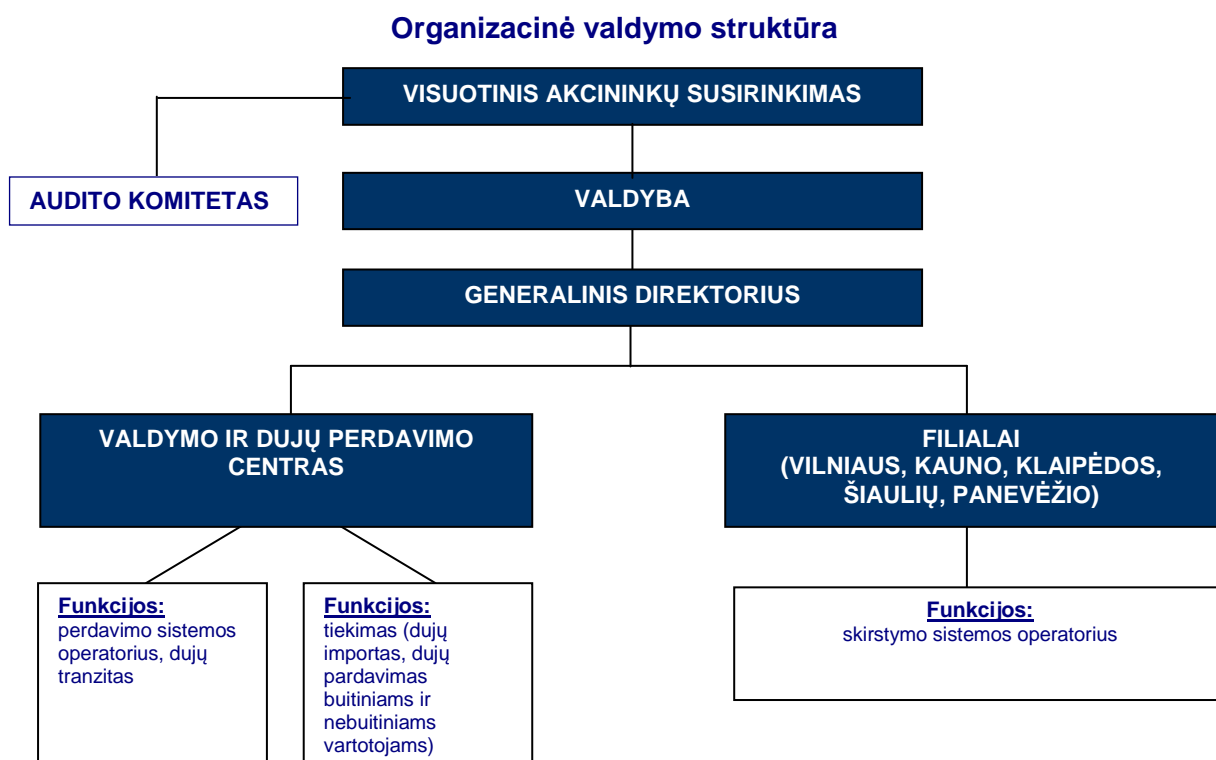 Organizacinė valdymo struktūra
VISUOTINIS AKCININKŲ SUSIRINKIMAS
AUDITO KOMITETAS
VALDYBA
GENERALINIS DIREKTORIUS
VALDYMO IR DUJŲ PERDAVIMO
CENTRAS
FILIALAI
(VILNIAUS, KAUNO, KLAIPĖDOS,
ŠIAULIŲ, PANEVĖŽIO)
Funkcijos:
perdavimo sistemos
operatorius, dujų
tranzitas
Funkcijos:
tiekimas (dujų
importas, dujų
pardavimas
buitiniams ir
nebuitiniams
vartotojams)
Funkcijos:
skirstymo sistemos operatorius